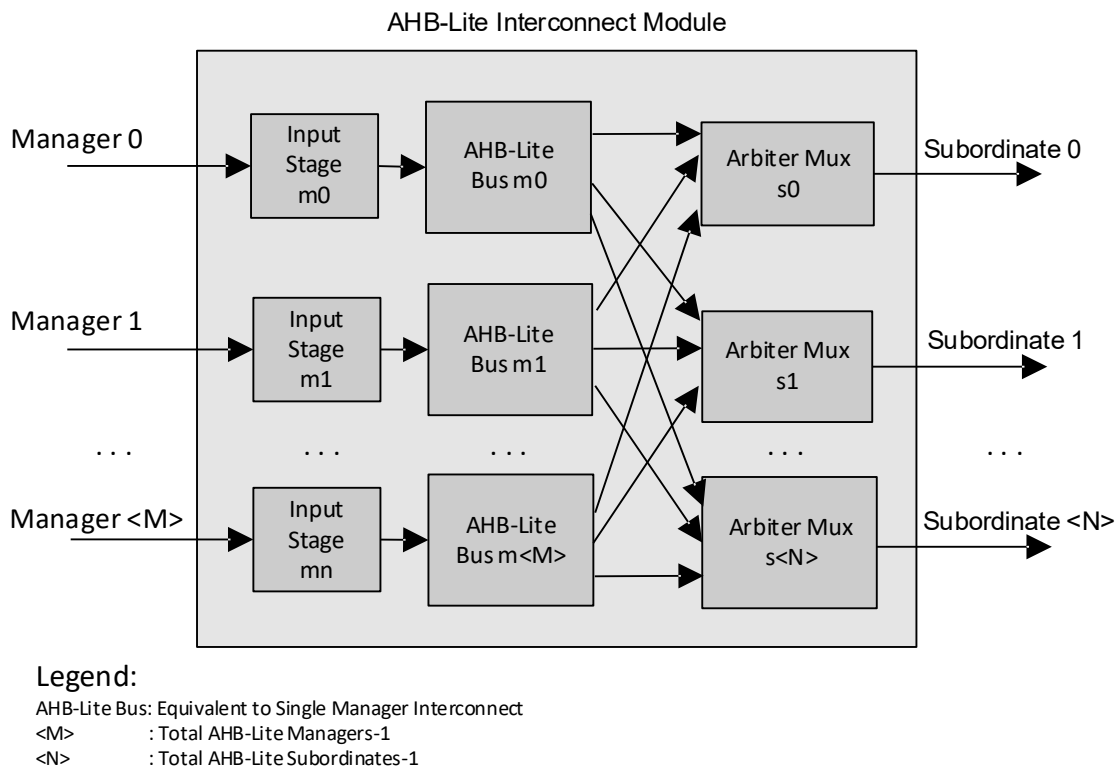 AHB-Lite Interconnect Module
Manager 0
Input
Stage
m0
AHB-Lite
Bus m0
Arbiter Mux
s0
Subordinate 0
Manager 1
Input
Stage
m1
AHB-Lite
Bus m1
Arbiter Mux
s1
Subordinate 1
. . .
. . .
. . .
. . .
. . .
Manager <M>
Input
Stage
mn
AHB-Lite
Bus m<M>
Arbiter Mux
s<N>
Subordinate <N>
Legend:
AHB-Lite Bus: Equivalent to Single Manager Interconnect
<M> : Total AHB-Lite Managers-1
<N> : Total AHB-Lite Subordinates-1